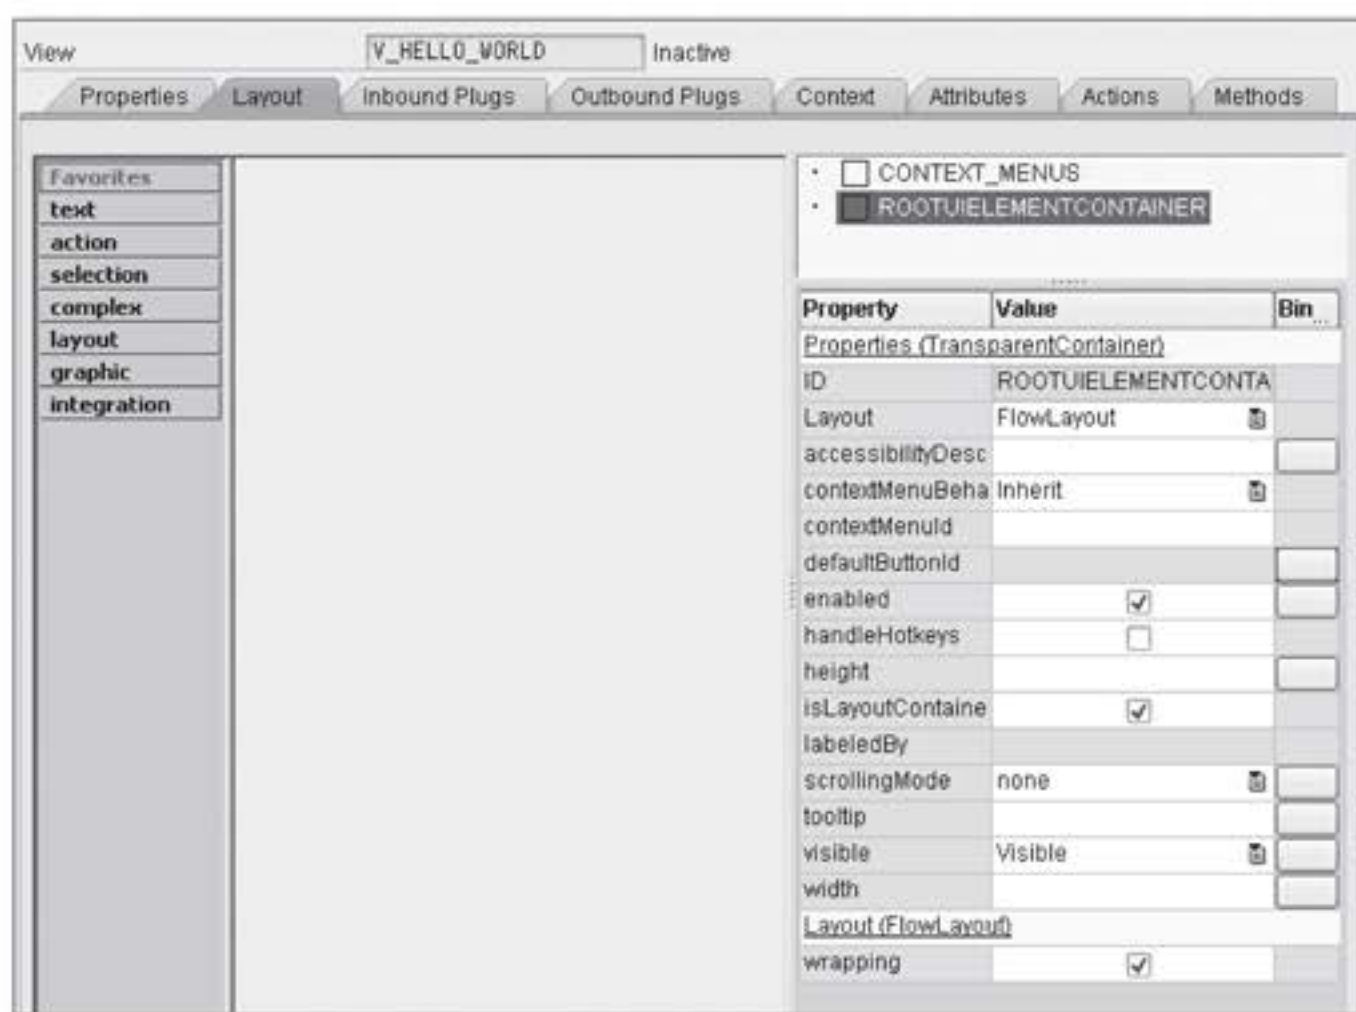 View V_HELLO_WORLD Inactive
Properties Layout Inbound Plugs Outbound Plugs Context Attributes Actions Methods
Favorites
text
action
selection
complex
layout
graphic
integration
CONTEXT_MENUS
ROOTUIELEMENTCONTAINER
Property Value Bin...
Properties (TransparentContainer)
ID ROOTUIELEMENTCONTA
Layout FlowLayout
accessibilityDesc
contextMenuBeha Inherit
contextMenuId
defaultButtonId
enabled
handleHotkeys
height
isLayoutContaine
labeledBy
scrollingMode none
tooltip
visible Visible
width
Layout (FlowLayout)
wrapping